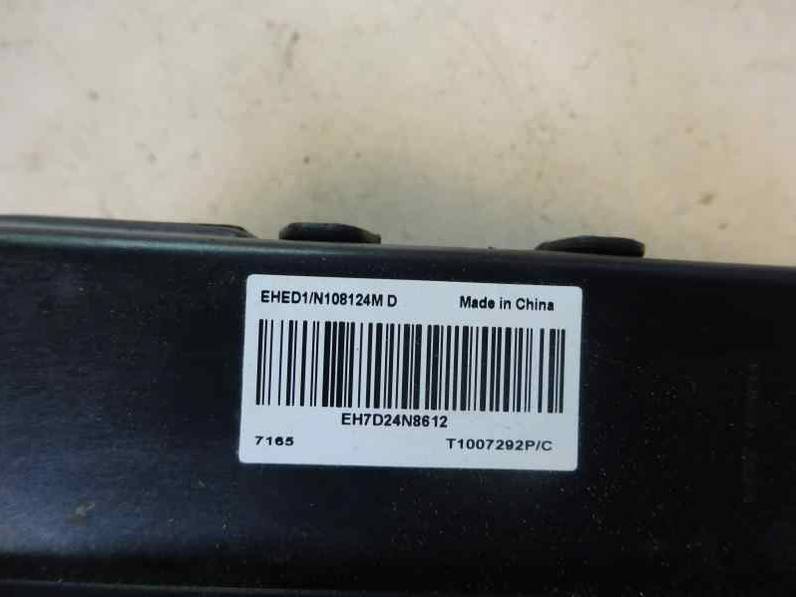 EHED1/N108124M D Made in China
EH7D24N8612
7165 T1007292P/C